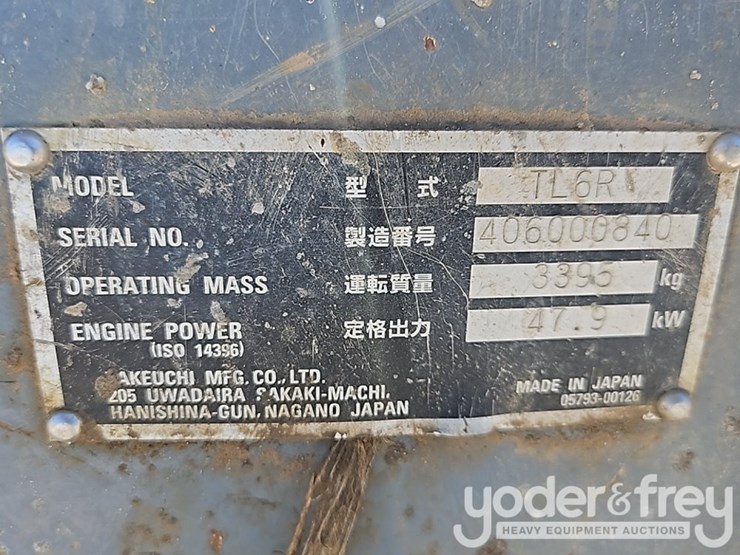 MODEL 型 式 TL6R
SERIAL NO. 製造番号 406000840
OPERATING MASS 運転質量 3395 kg
ENGINE POWER 定格出力 47.9 kW
(ISO 14396)
AKEUCHI MFG. CO., LTD.
205 UWADAIRA SAKAKI-MACHI,
HANISHINA-GUN, NAGANO JAPAN
MADE IN JAPAN
05793-00126
yoder&frey
HEAVY EQUIPMENT AUCTIONS